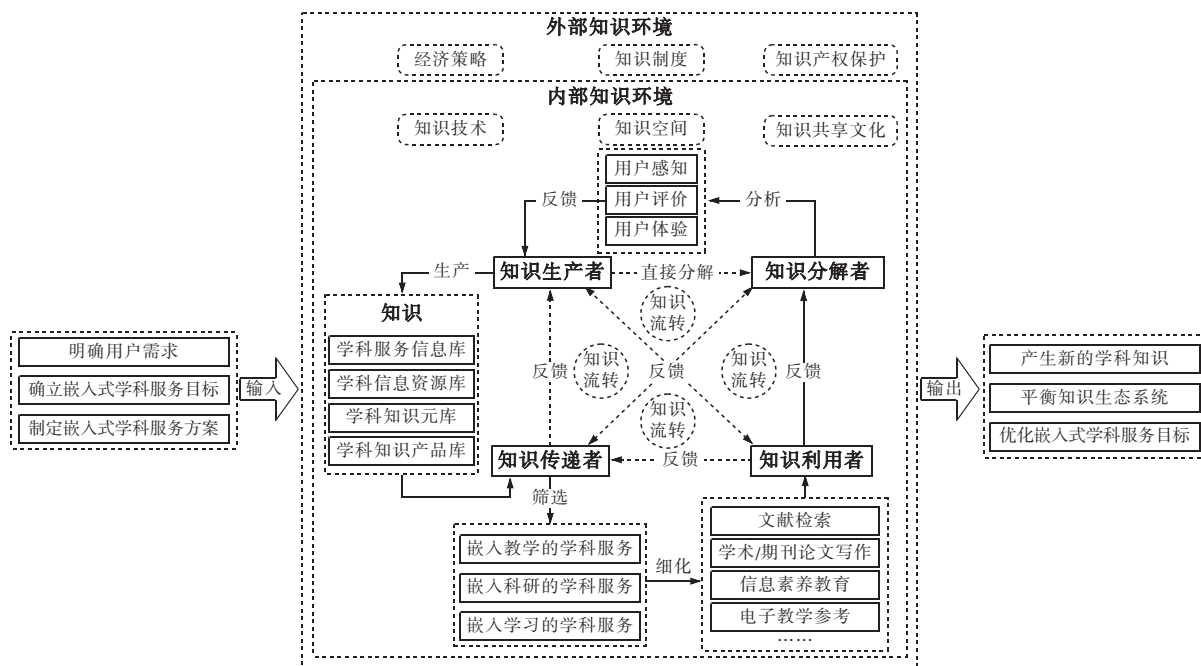 外部知识环境
经济策略
知识制度
知识产权保护
内部知识环境
知识技术
知识空间
知识共享文化
用户感知
用户评价
用户体验
反馈
分析
生产
知识生产者
直接分解
知识分解者
知识
学科服务信息库
学科信息资源库
学科知识元库
学科知识产品库
知识
流转
反馈
知识
流转
反馈
知识
流转
反馈
知识
流转
明确用户需求
确立嵌入式学科服务目标
制定嵌入式学科服务方案
输入
输出
产生新的学科知识
平衡知识生态系统
优化嵌入式学科服务目标
知识传递者
反馈
知识利用者
筛选
嵌入教学的学科服务
嵌入科研的学科服务
嵌入学习的学科服务
细化
文献检索
学术/期刊论文写作
信息素养教育
电子教学参考
……